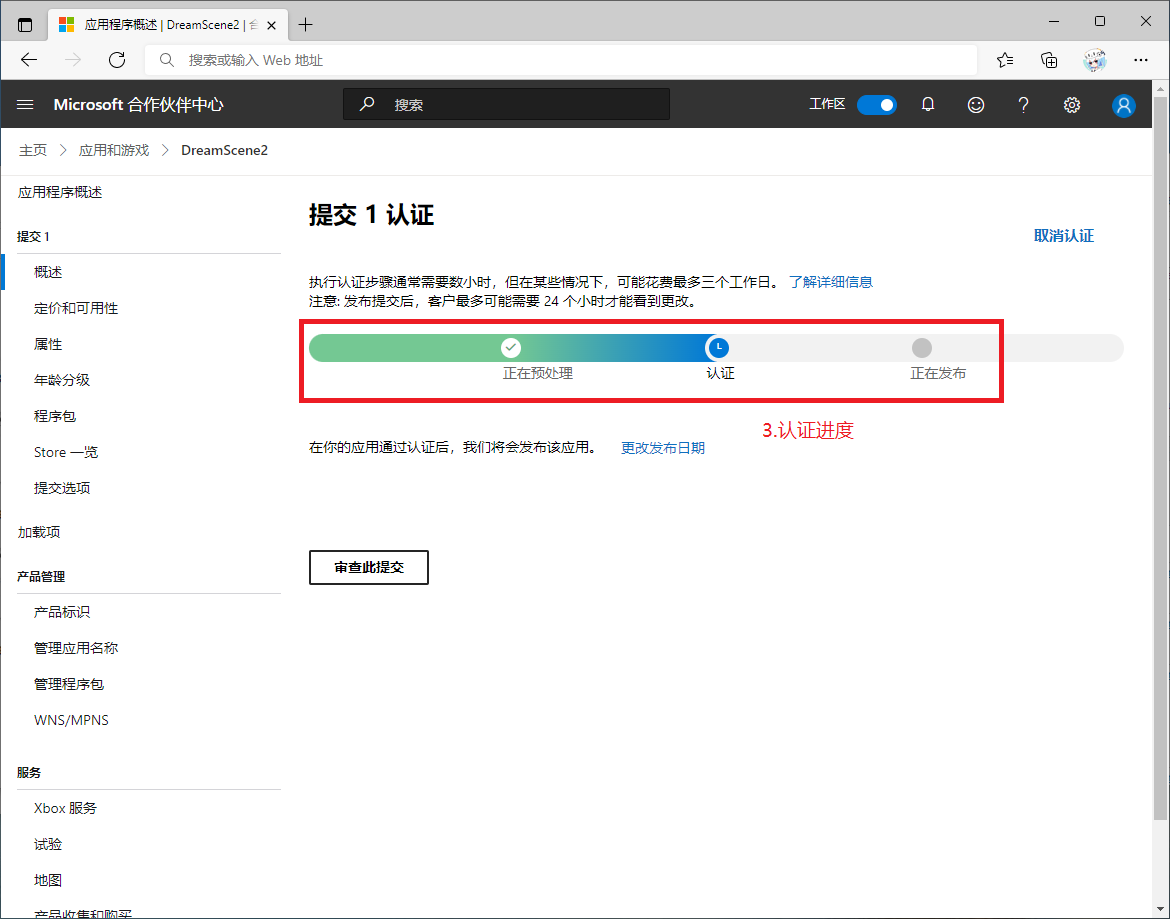 应用程序概述 | DreamScene2 | 合
搜索或输入 Web 地址
Microsoft 合作伙伴中心
搜索
工作区
主页
应用和游戏
DreamScene2
应用程序概述
提交 1
概述
定价和可用性
属性
年龄分级
程序包
Store 一览
提交选项
加载项
产品管理
产品标识
管理应用名称
管理程序包
WNS/MPNS
服务
Xbox 服务
试验
地图
产品收集和购买
提交 1 认证
取消认证
执行认证步骤通常需要数小时，但在某些情况下，可能花费最多三个工作日。 了解详细信息
注意: 发布提交后，客户最多可能需要 24 个小时才能看到更改。
正在预处理
认证
正在发布
3.认证进度
在你的应用通过认证后，我们将会发布该应用。 更改发布日期
审查此提交